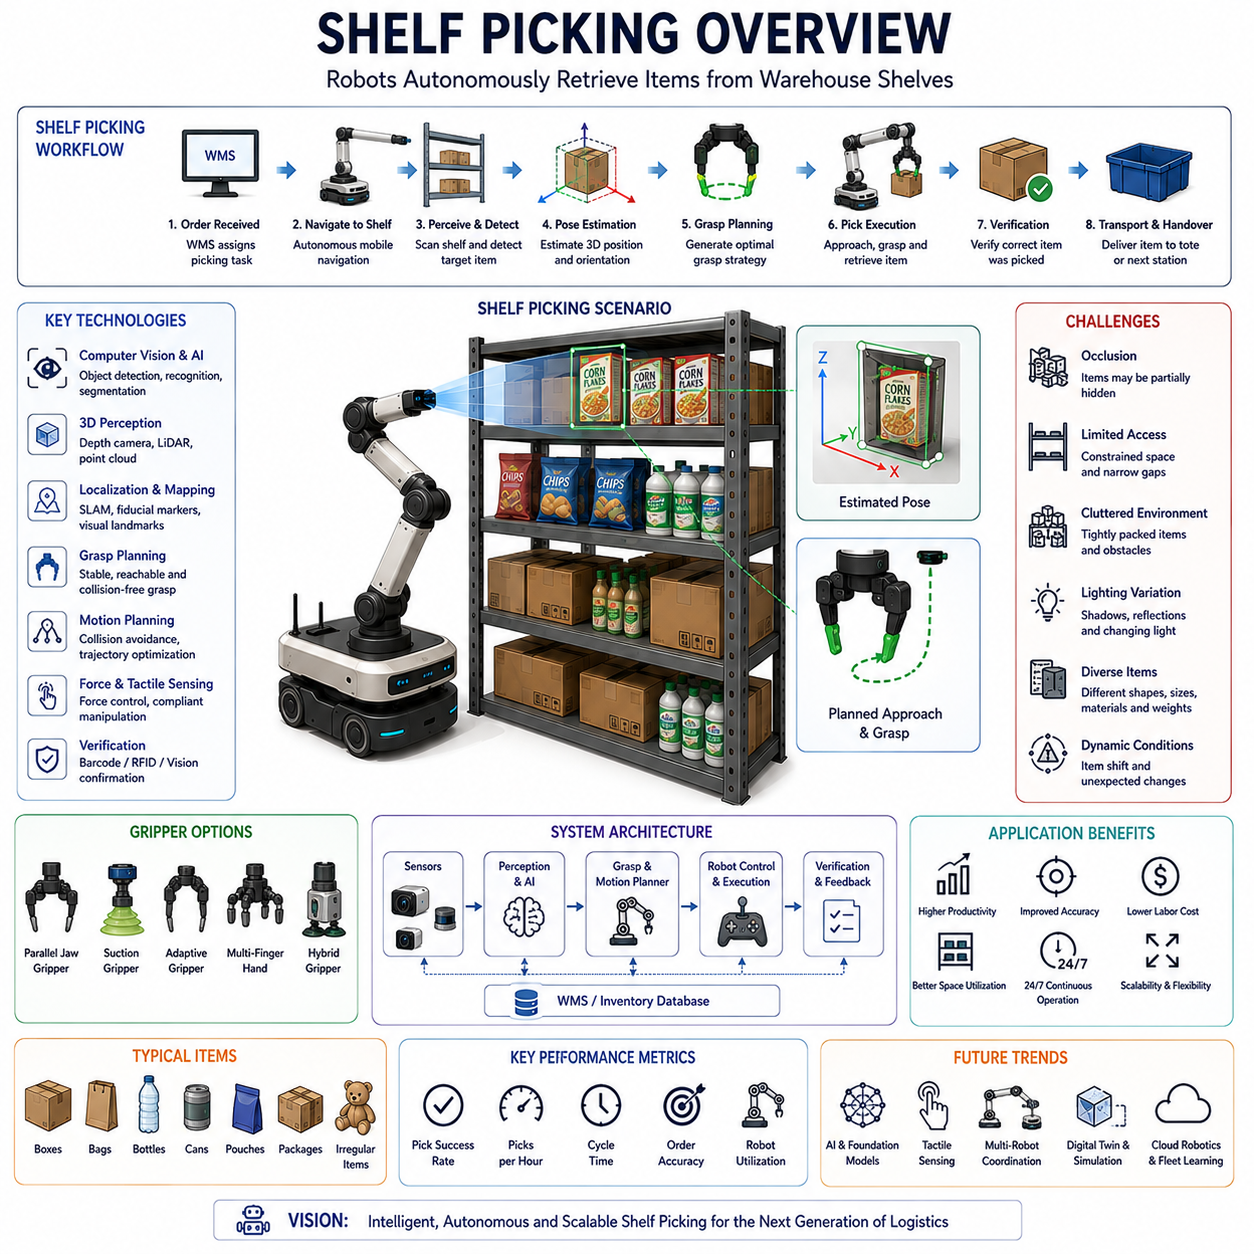 SHELF PICKING OVERVIEW
Robots Autonomously Retrieve Items from Warehouse Shelves
SHELF PICKING
WORKFLOW
WMS
1. Order Received
WMS assigns
picking task
2. Navigate to Shelf
Autonomous mobile
navigation
3. Perceive & Detect
Scan shelf and detect
target item
4. Pose Estimation
Estimate 3D position
and orientation
5. Grasp Planning
Generate optimal
grasp strategy
6. Pick Execution
Approach, grasp and
retrieve item
7. Verification
Verify correct item
was picked
8. Transport & Handover
Deliver item to tote
or next station
KEY TECHNOLOGIES
Computer Vision & AI
Object detection, recognition,
segmentation
3D Perception
Depth camera, LiDAR,
point cloud
Localization & Mapping
SLAM, fiducial markers,
visual landmarks
Grasp Planning
Stable, reachable and
collision-free grasp
Motion Planning
Collision avoidance,
trajectory optimization
Force & Tactile Sensing
Force control, compliant
manipulation
Verification
Barcode / RFID / Vision
confirmation
SHELF PICKING SCENARIO
CORN
FLAKES
CORN
FLAKES
CORN
FLAKES
CHIPS
CHIPS
CHIPS
Z
Y
X
CORN
FLAKES
Estimated Pose
Planned Approach
& Grasp
CHALLENGES
Occlusion
Items may be partially
hidden
Limited Access
Constrained space
and narrow gaps
Cluttered Environment
Tightly packed items
and obstacles
Lighting Variation
Shadows, reflections
and changing light
Diverse Items
Different shapes, sizes,
materials and weights
Dynamic Conditions
Item shift and
unexpected changes
GRIPPER OPTIONS
Parallel Jaw
Gripper
Suction
Gripper
Adaptive
Gripper
Multi-Finger
Hand
Hybrid
Gripper
SYSTEM ARCHITECTURE
Sensors
Perception
& AI
Grasp &
Motion Planner
Robot Control
& Execution
Verification
& Feedback
WMS / Inventory Database
APPLICATION BENEFITS
Higher Productivity
Improved Accuracy
$
Lower Labor Cost
Better Space Utilization
24/7
24/7 Continuous
Operation
Scalability & Flexibility
TYPICAL ITEMS
Boxes
Bags
Bottles
Cans
Pouches
Packages
Irregular
Items
KEY PEIFORMANCE METRICS
Pick Success
Rate
Picks
per Hour
Cycle
Time
Order
Accuracy
Robot
Utilization
FUTURE TRENDS
AI & Foundation
Models
Tactile
Sensing
Multi-Robot
Coordination
Digital Twin &
Simulation
Cloud Robotics
& Fleet Learning
VISION: Intelligent, Autonomous and Scalable Shelf Picking for the Next Generation of Logistics